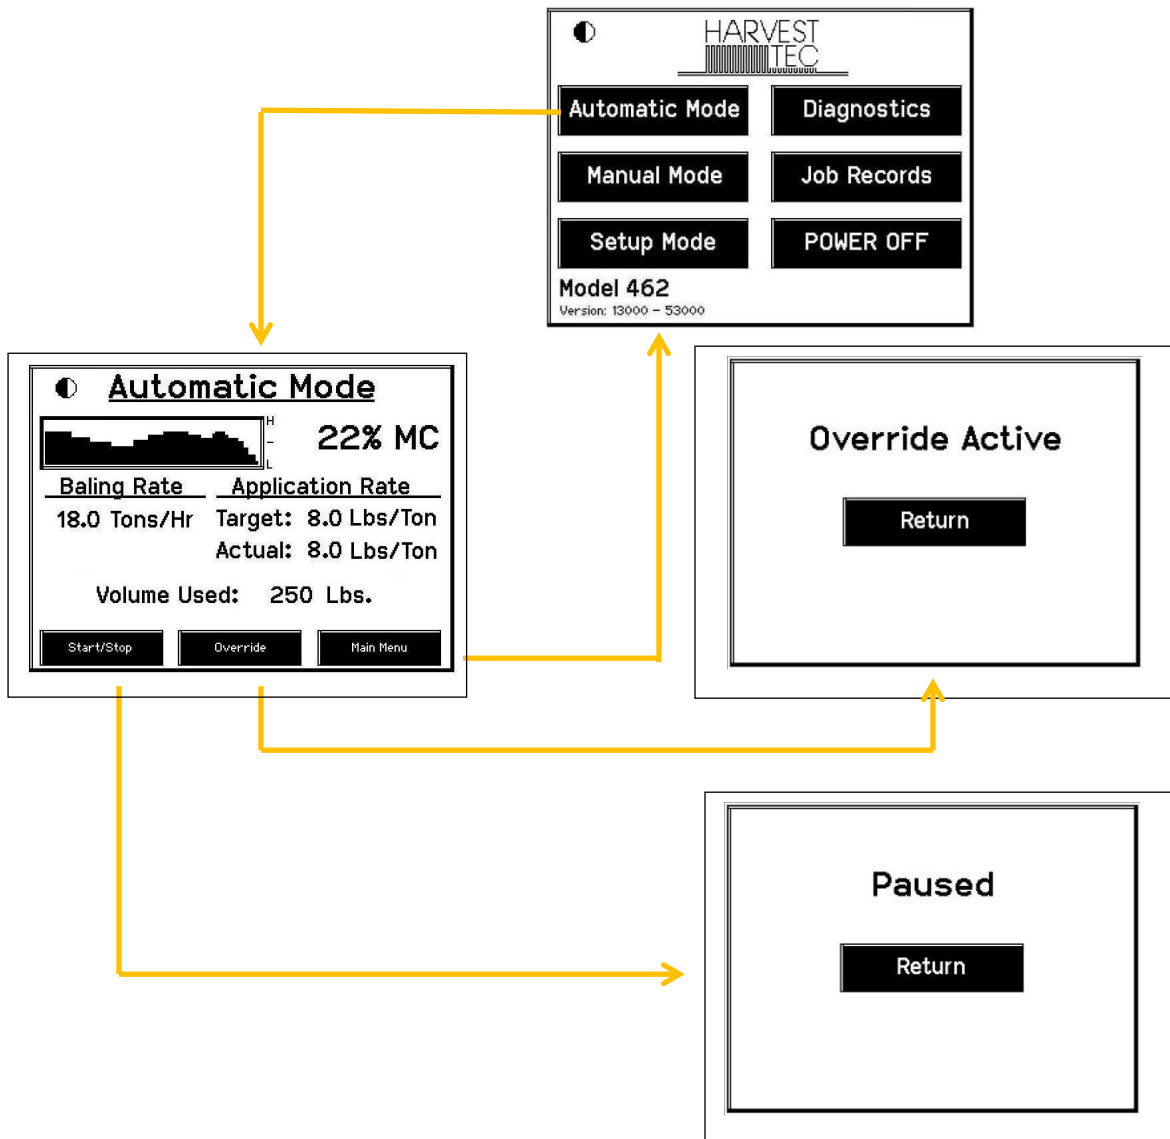 HARVEST
TEC
Automatic Mode
Diagnostics
Manual Mode
Job Records
Setup Mode
POWER OFF
Model 462
Version: 13000 - 53000
Automatic Mode
H
-
L
22% MC
Baling Rate
Application Rate
18.0 Tons/Hr
Target: 8.0 Lbs/Ton
Actual: 8.0 Lbs/Ton
Volume Used: 250 Lbs.
Start/Stop
Override
Main Menu
Override Active
Return
Paused
Return